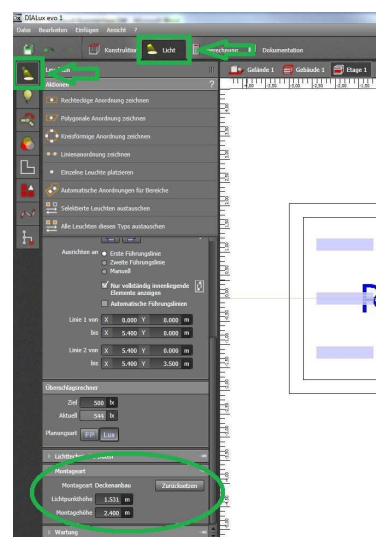 DIALux evo 1
Datei Bearbeiten Einfügen Ansicht ?
Konstruktion Licht Dokumentation
Gelände 1 Gebäude 1 Etage 1
Aktionen ?
Rechteckige Anordnung zeichnen
Polygonale Anordnung zeichnen
Kreisförmige Anordnung zeichnen
Linienanordnung zeichnen
Einzelne Leuchte platzieren
Automatische Anordnungen für Bereiche
Selektierte Leuchten austauschen
Alle Leuchten dieses Typs austauschen
Ausrichten an Erste Führungslinie
Zweite Führungslinie
Manuell
Nur vollständig innenliegende
Elemente anzeigen
Automatische Führungslinien
Linie 1 von X 0.000 Y 0.000 m
bis X 5.400 Y 0.000 m
Linie 2 von X 5.400 Y 0.000 m
bis X 5.400 Y 3.500 m
Überschlagsrechner
Ziel 500 lx
Aktuell 544 lx
Planungsart FP Lux
Montageart
Montageart Deckenanbau Zurücksetzen
Lichtpunkthöhe 1.531 m
Montagehöhe 2.400 m
Wartung